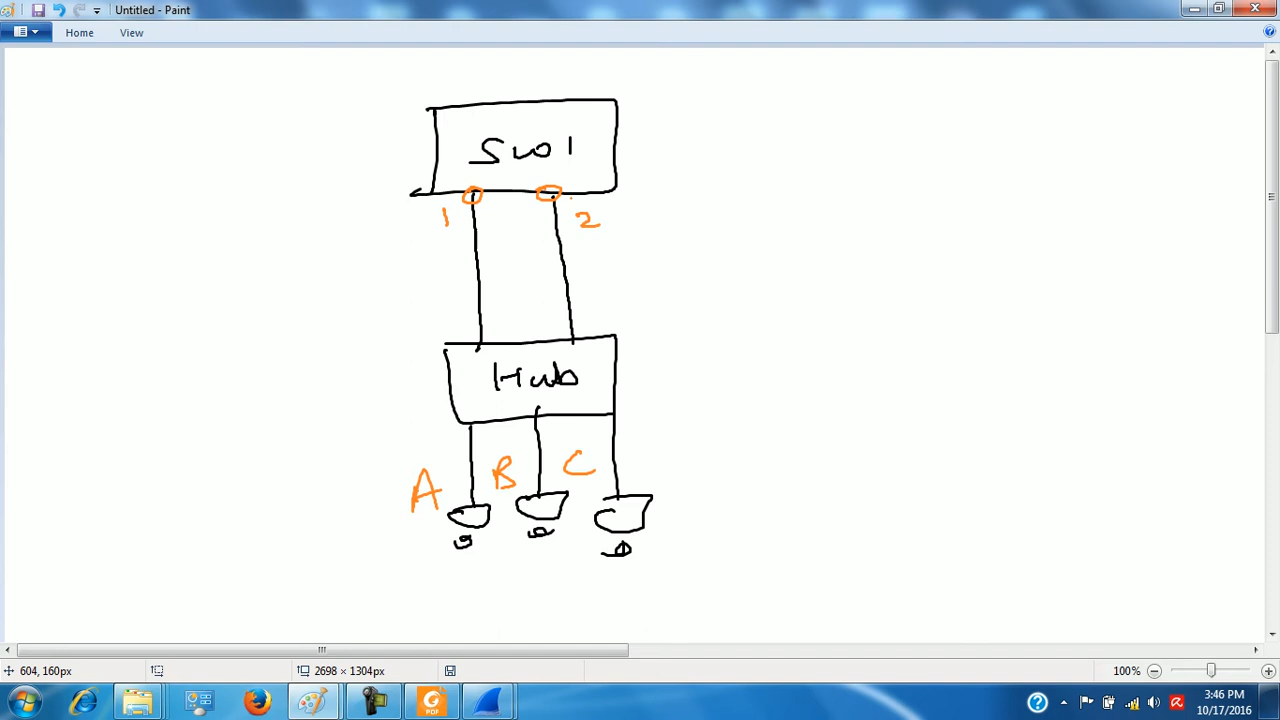 Untitled - Paint
Home View
Sw1
1 2
Hub
A B C
604, 160px
2698 × 1304px
100%
PDF
3:46 PM
10/17/2016